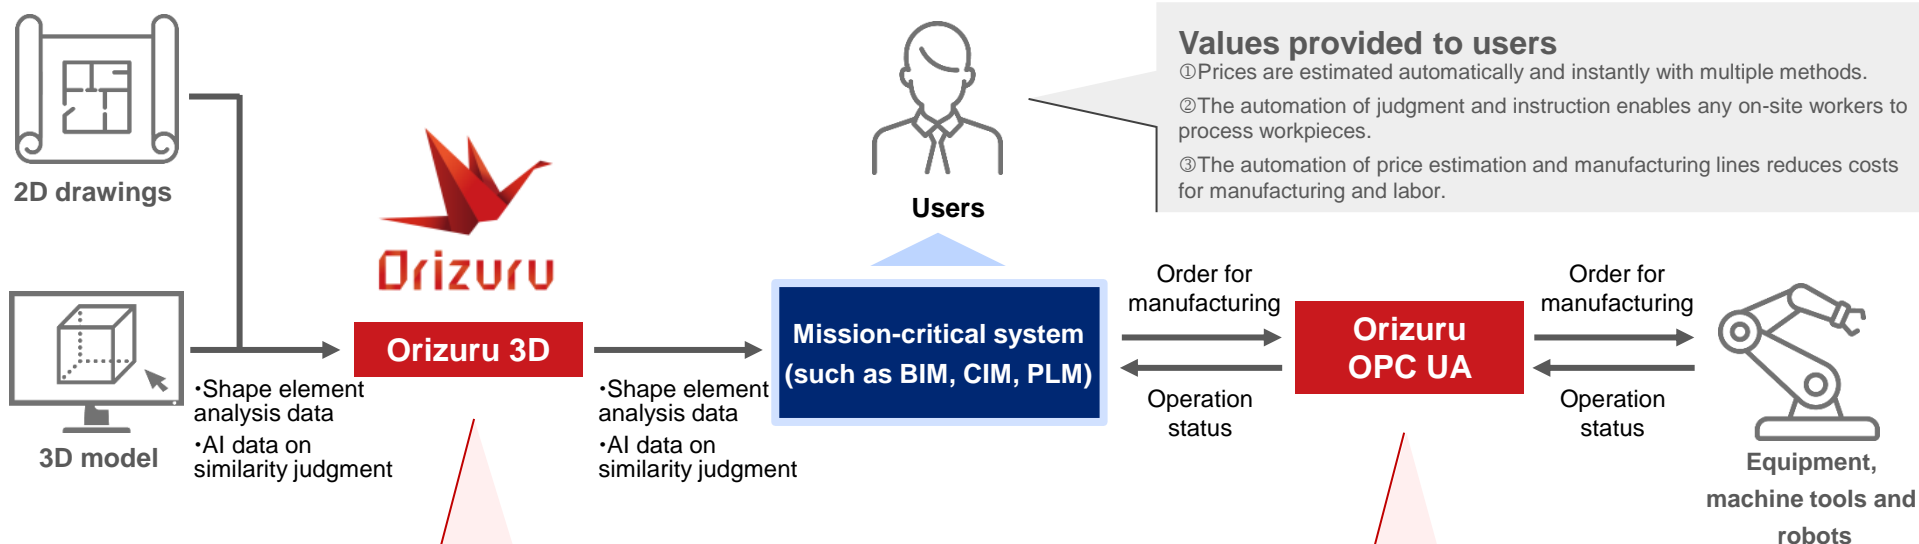 Values provided to users
①Prices are estimated automatically and instantly with multiple methods.
②The automation of judgment and instruction enables any on-site workers to
process workpieces.
③The automation of price estimation and manufacturing lines reduces costs
for manufacturing and labor.
2D drawings
Users
Orizuru
Orizuru 3D
Mission-critical system
(such as BIM, CIM, PLM)
Order for
manufacturing
Operation
status
Orizuru
OPC UA
Order for
manufacturing
Operation
status
3D model
・Shape element
analysis data
・AI data on
similarity judgment
・Shape element
analysis data
・AI data on
similarity judgment
Equipment,
machine tools and
robots